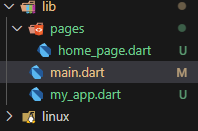 lib
pages
home_page.dart U
main.dart M
my_app.dart U
linux